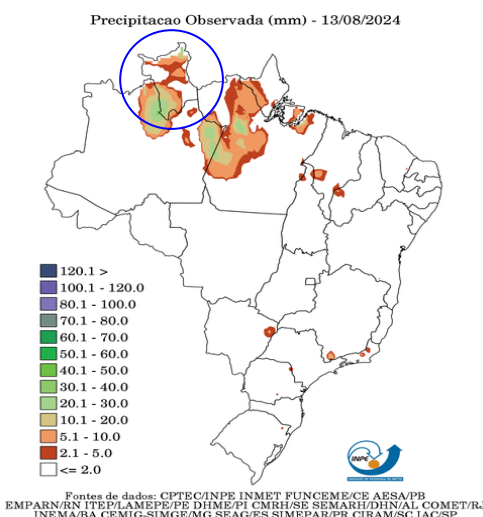 Precipitacao Observada (mm) - 13/08/2024
120.1 >
100.1 - 120.0
80.1 - 100.0
70.1 - 80.0
60.1 - 70.0
50.1 - 60.0
40.1 - 50.0
30.1 - 40.0
20.1 - 30.0
10.1 - 20.0
5.1 - 10.0
2.1 - 5.0
<= 2.0
INPE
Fontes de dados: CPTEC/INPE INMET FUNCEME/CE AESA/PB
EMPARN/RN ITEP/LAMEPE/PE DHME/PI CMRH/SE SEMARH/DHN/AL COMET/RJ
INEMA/BA CEMIG-SIMGE/MG SEAG/ES SIMEPAR/PR CIRAM/SC IAC/SP